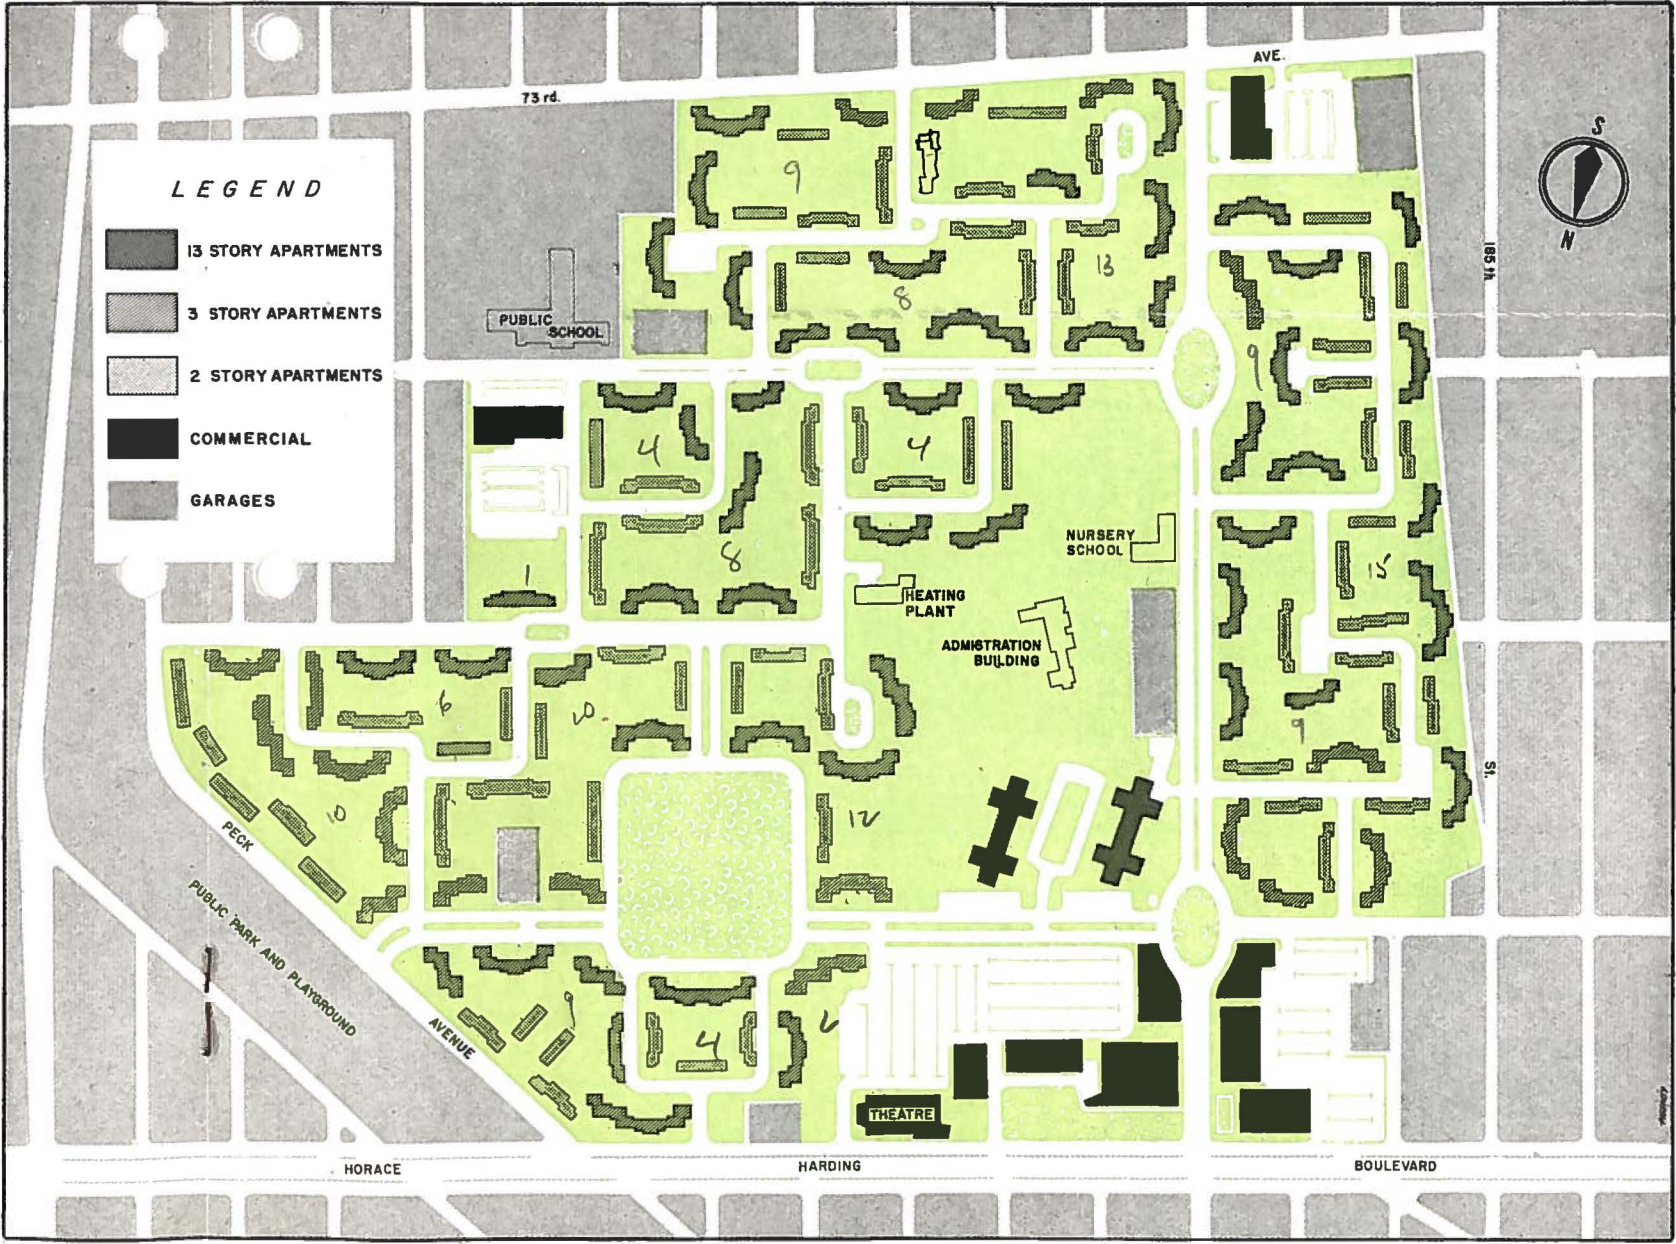 AVE.
73 rd.
S
N
LEGEND
13 STORY APARTMENTS
3 STORY APARTMENTS
2 STORY APARTMENTS
COMMERCIAL
GARAGES
185 th
St.
PUBLIC
SCHOOL
9
13
8
9
4
4
8
1
15
NURSERY
SCHOOL
HEATING
PLANT
ADMISTRATION
BUILDING
6
10
9
10
12
PECK
AVENUE
PUBLIC PARK AND PLAYGROUND
9
4
2
THEATRE
HORACE
HARDING
BOULEVARD